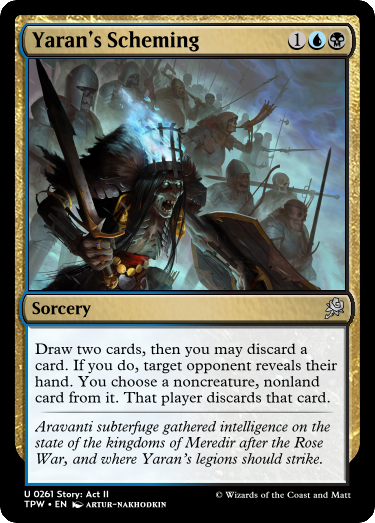 Yaran's Scheming 1
Sorcery
Draw two cards, then you may discard a
card. If you do, target opponent reveals their
hand. You choose a noncreature, nonland
card from it. That player discards that card.
Aravanti subterfuge gathered intelligence on the
state of the kingdoms of Meredir after the Rose
War, and where Yaran's legions should strike.
U 0261 Story: Act II
TPW • EN ARTUR-NAKHODKIN
© Wizards of the Coast and Matt